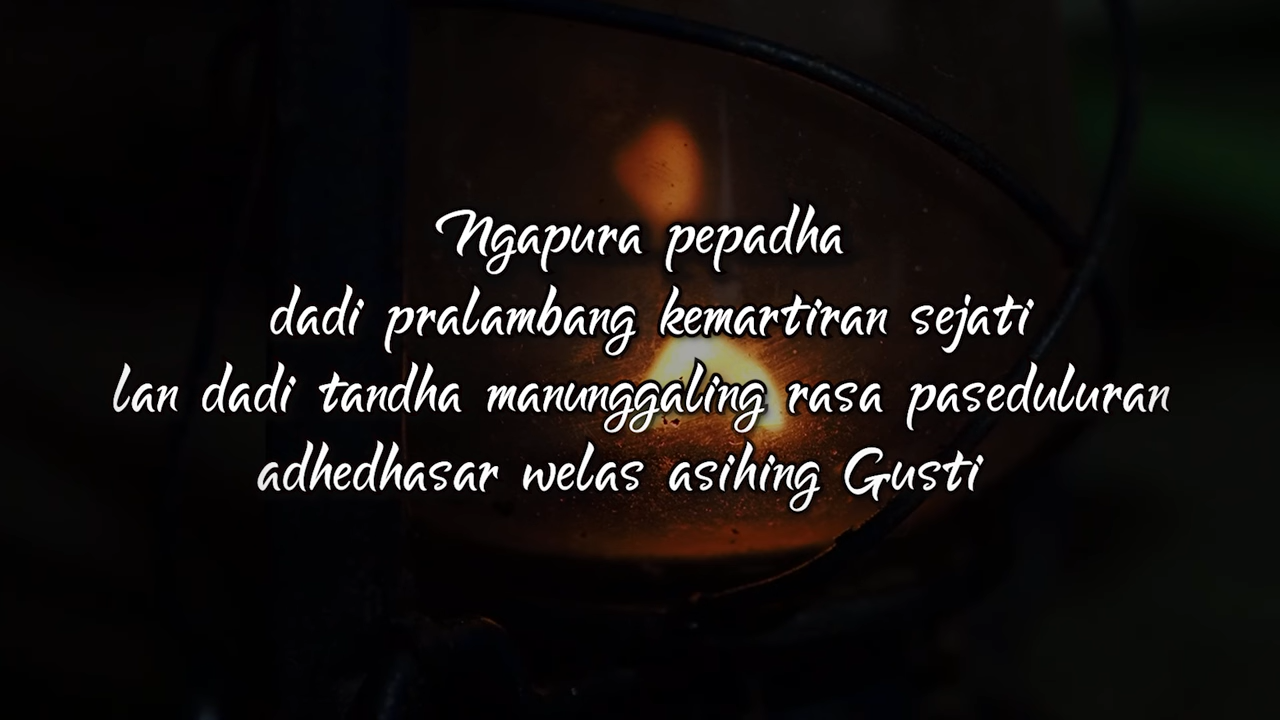 Ngapura pepadha
dadi pralambang kemartiran sejati
lan dadi tandha manunggaling rasa paseduluran
adhedhasar welas asihing Gusti